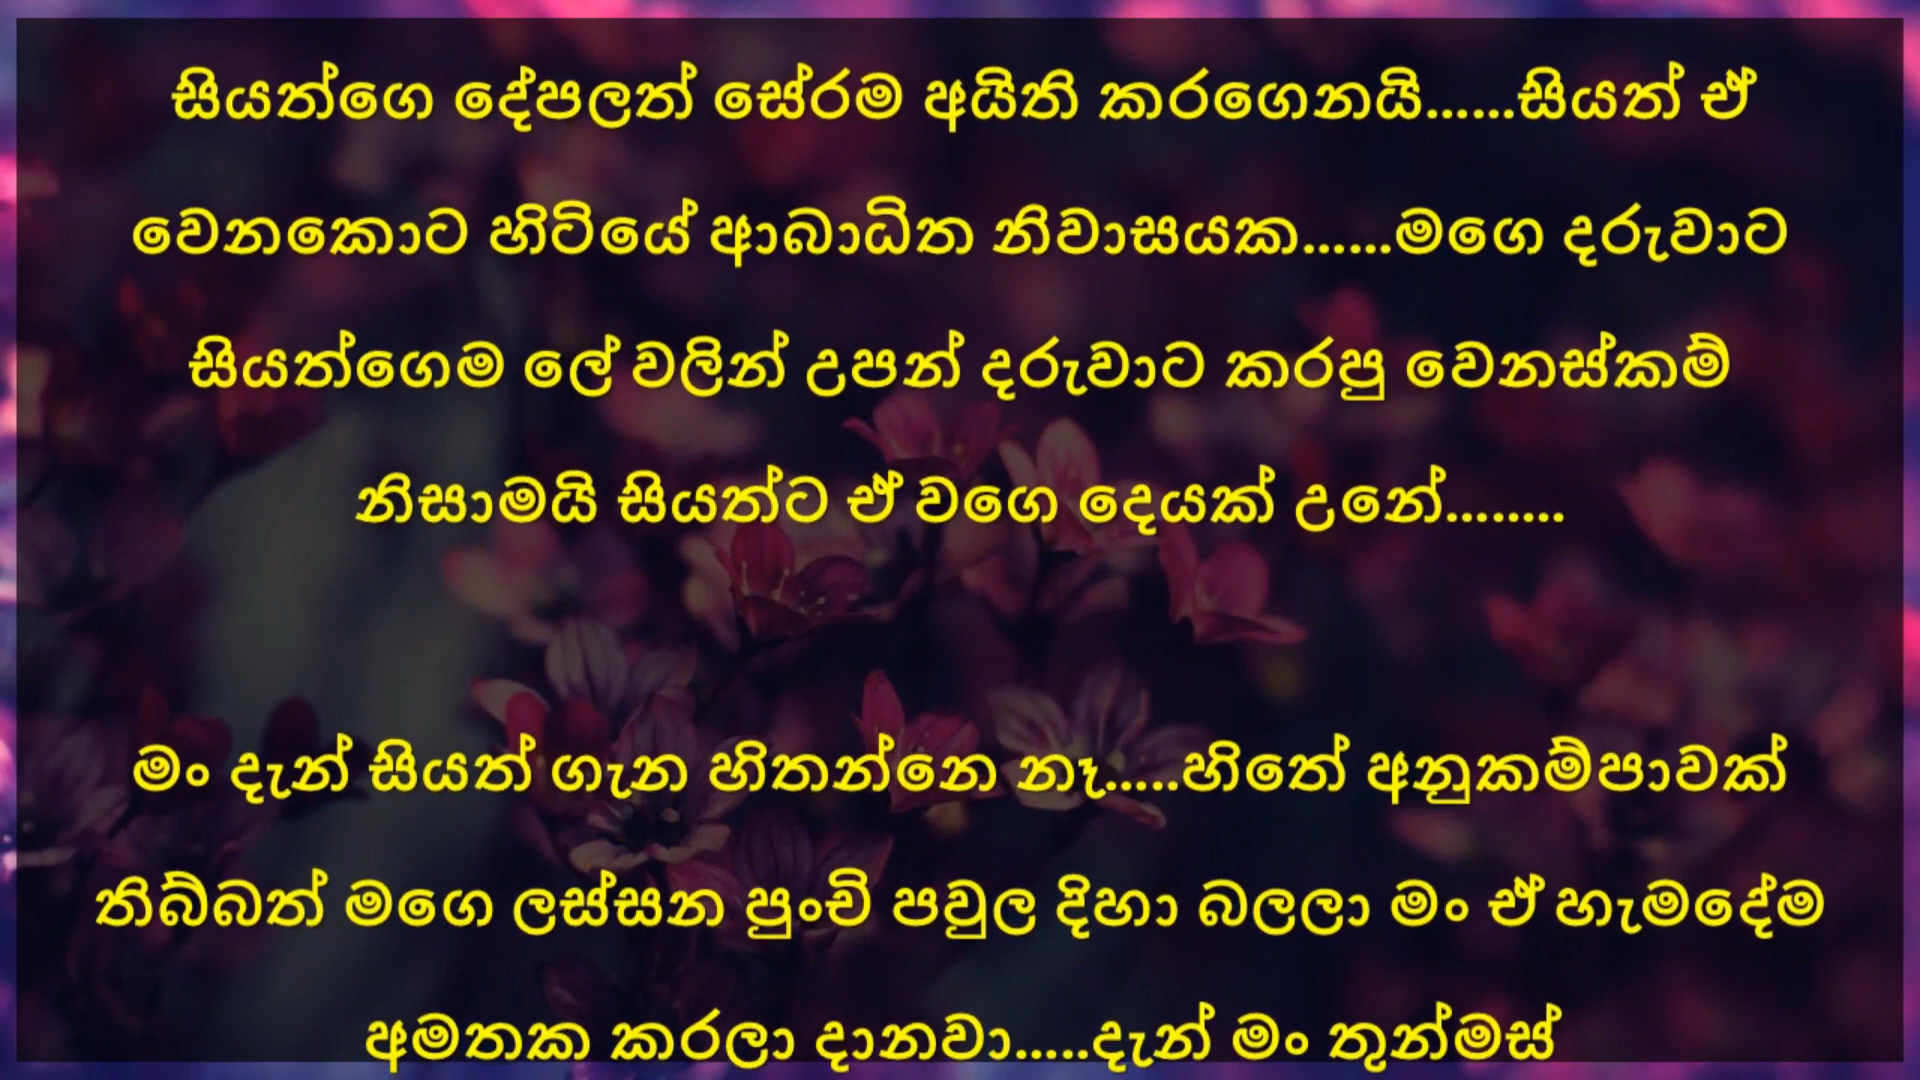 සියත්ගෙ දේපලත් සේරම අයිති කරගෙනයි......සියත් ඒ
වෙනකොට හිටියේ ආබාධිත නිවාසයක......මගෙ දරුවාට
සියත්ගෙම ලේ වලින් උපන් දරුවාට කරපු වෙනස්කම්
නිසාමයි සියත්ට ඒ වගෙ දෙයක් උනේ........
මං දැන් සියත් ගැන හිතන්නෙ නෑ.....හිතේ අනුකම්පාවක්
තිබ්බත් මගෙ ලස්සන පුංචි පවුල දිහා බලලා මං ඒ හැමදේම
අමතක කරලා දානවා.....දැන් මං තුන්මස්